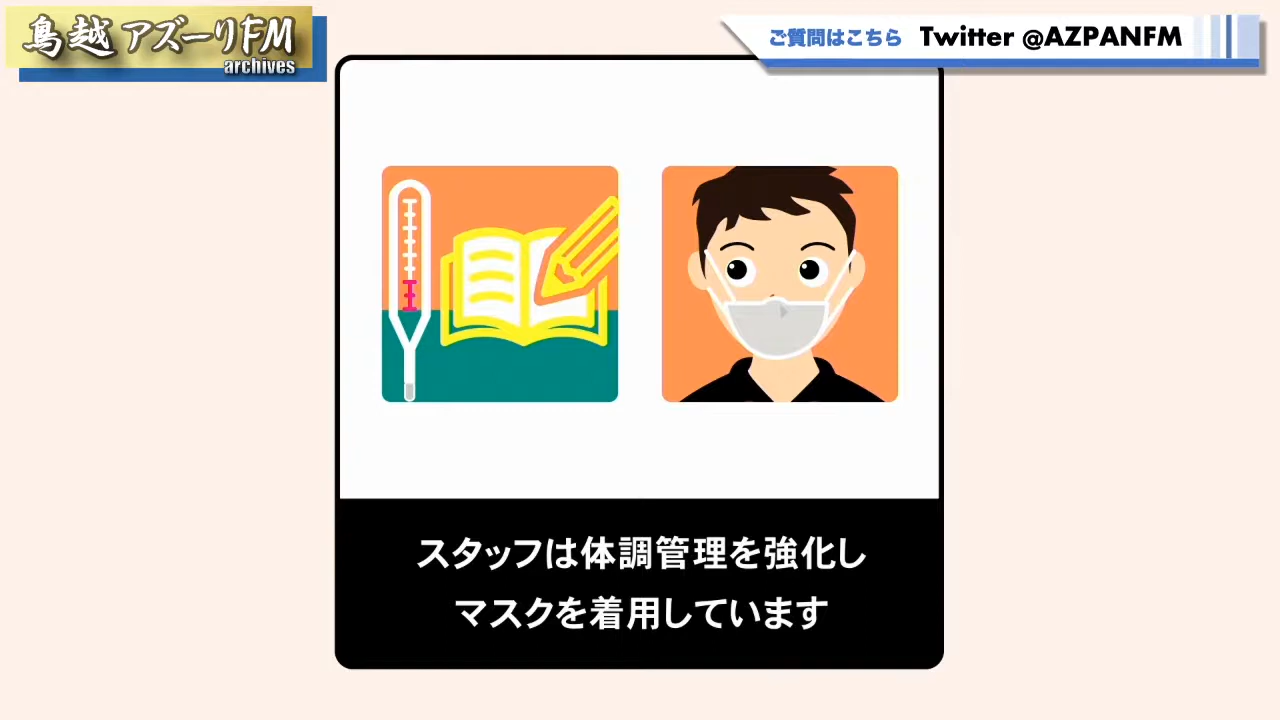 鳥越アズーリFM
archives
ご質問はこちら Twitter @AZPANFM
スタッフは体調管理を強化し
マスクを着用しています